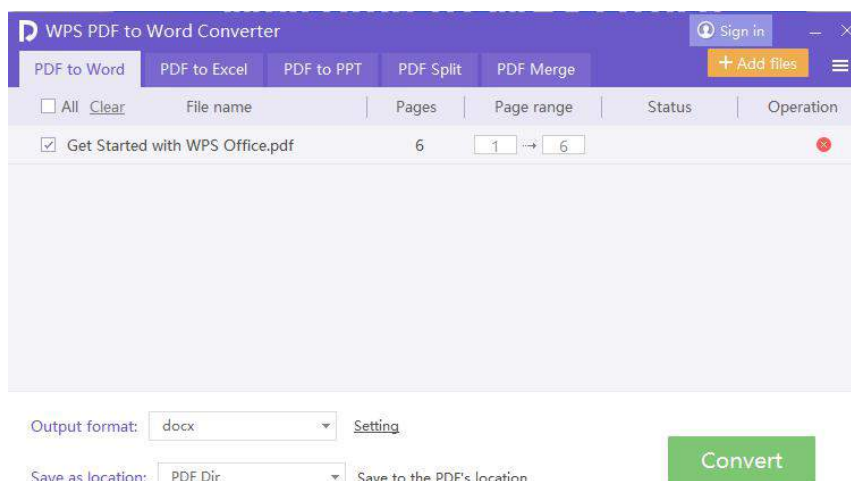 WPS PDF to Word Converter Sign in
PDF to Word PDF to Excel PDF to PPT PDF Split PDF Merge + Add files
All Clear File name Pages Page range Status Operation
Get Started with WPS Office.pdf 6 1 → 6
Output format: docx Setting
Convert
Save as location: PDF Dir Save to the PDF's location